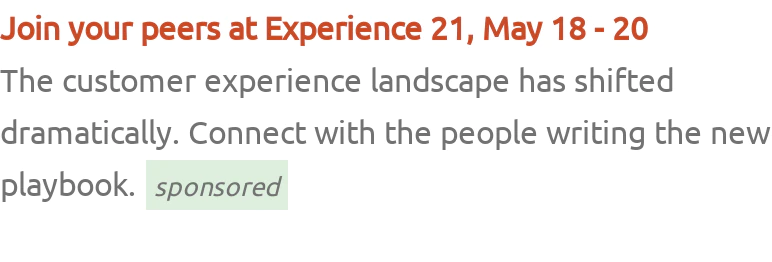 Join your peers at Experience 21, May 18 - 20
The customer experience landscape has shifted
dramatically. Connect with the people writing the new
playbook. sponsored